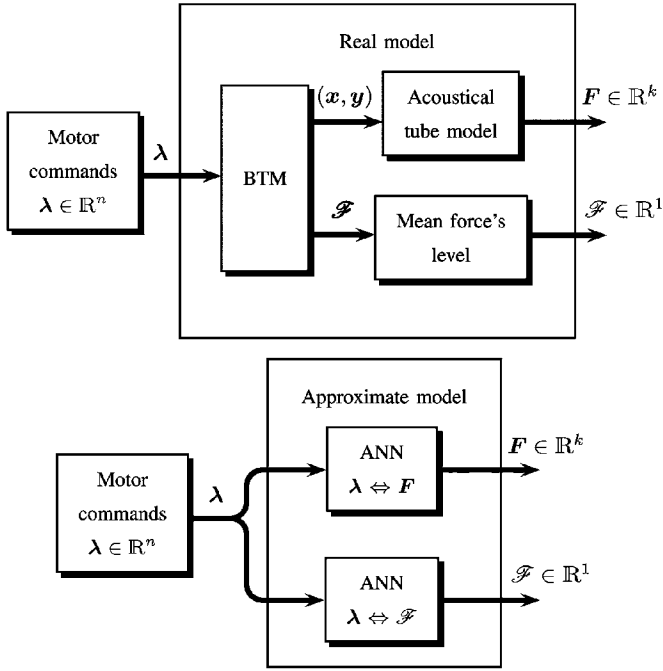 Real model
(x, y)
Acoustical
tube model
F ∈ ℝᵏ
Motor
commands
λ ∈ ℝⁿ
λ
BTM
ℱ
Mean force's
level
ℱ ∈ ℝ¹
Approximate model
ANN
λ ⇔ F
F ∈ ℝᵏ
Motor
commands
λ ∈ ℝⁿ
λ
ANN
λ ⇔ ℱ
ℱ ∈ ℝ¹